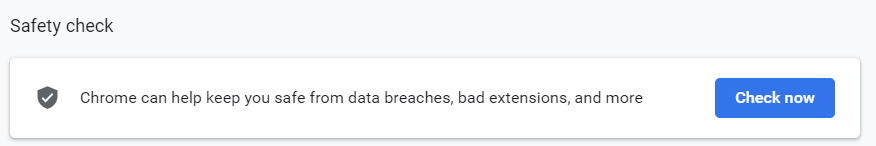 Safety check
Chrome can help keep you safe from data breaches, bad extensions, and more
Check now